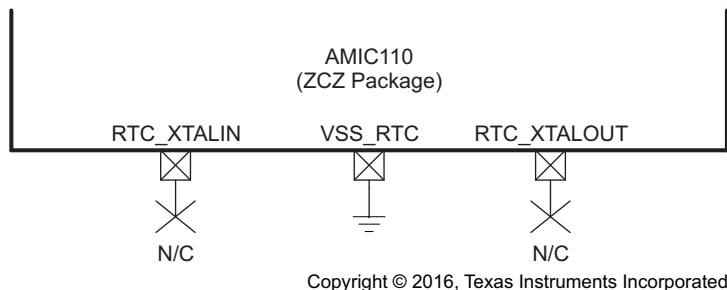 AMIC110
(ZCZ Package)
RTC_XTALIN VSS_RTC RTC_XTALOUT
N/C N/C
Copyright © 2016, Texas Instruments Incorporated